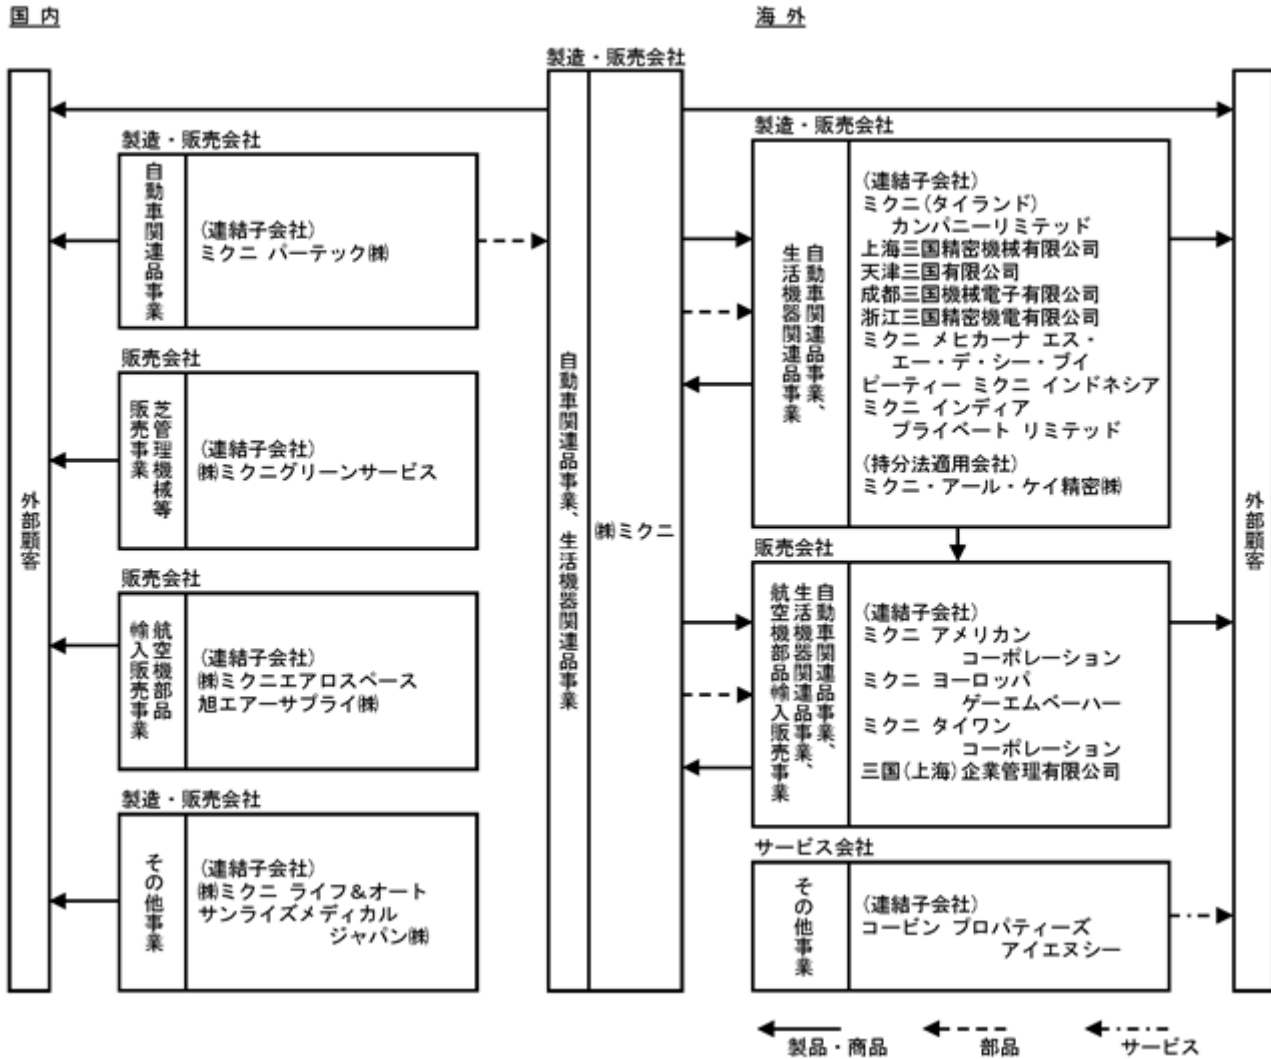 国 内
外部顧客
製造・販売会社
自動車関連品事業
(連結子会社)
ミクニ パーテック㈱
販売会社
芝管理機械等
販売事業
(連結子会社)
㈱ミクニグリーンサービス
販売会社
航空機部品
輸入販売事業
(連結子会社)
㈱ミクニエアロスペース
旭エアーサプライ㈱
製造・販売会社
その他事業
(連結子会社)
㈱ミクニ ライフ&オート
サンライズメディカル
ジャパン㈱
製造・販売会社
自動車関連品事業、生活機器関連品事業
㈱ミクニ
海 外
製造・販売会社
自動車関連品事業、
生活機器関連品事業
(連結子会社)
ミクニ(タイランド)
カンパニーリミテッド
上海三国精密機械有限公司
天津三国有限公司
成都三国機械電子有限公司
浙江三国精密機電有限公司
ミクニ メヒカーナ エス・
エー・デ・シー・ブイ
ピーティー ミクニ インドネシア
ミクニ インディア
プライベート リミテッド
(持分法適用会社)
ミクニ・アール・ケイ精密㈱
販売会社
自動車関連品事業、
生活機器関連品事業、
航空機部品輸入販売事業
(連結子会社)
ミクニ アメリカン
コーポレーション
ミクニ ヨーロッパ
ゲーエムベーハー
ミクニ タイワン
コーポレーション
三国(上海)企業管理有限公司
サービス会社
その他事業
(連結子会社)
コービン プロパティーズ
アイエヌシー
外部顧客
製品・商品
部品
サービス